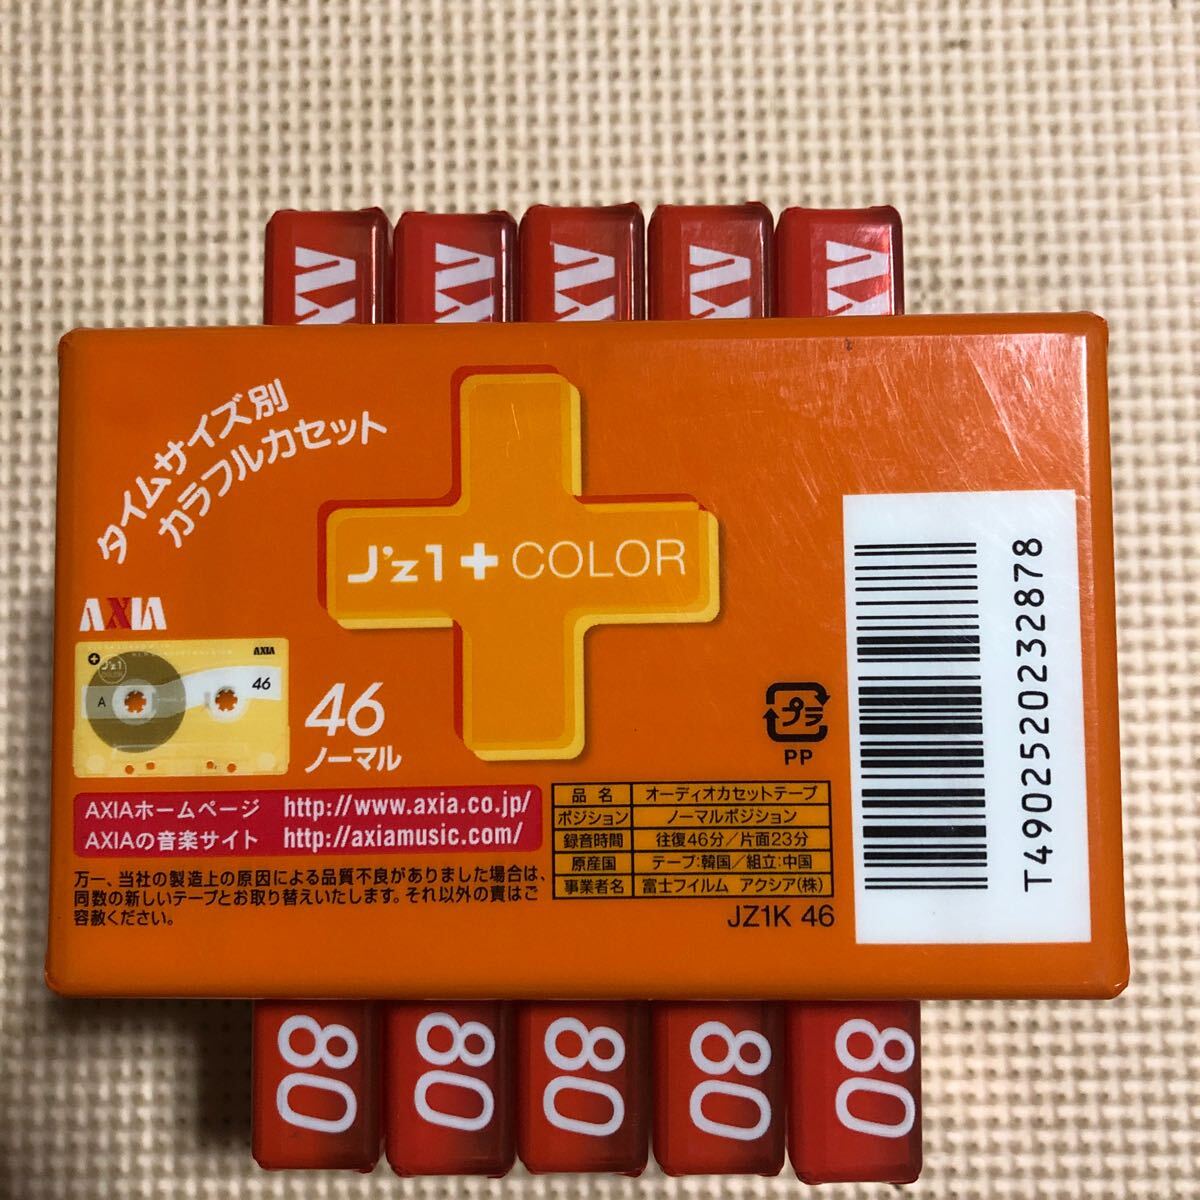 AXIA
AXIA
AXIA
AXIA
AXIA
タイムサイズ別
カラフルカセット
J'z1+COLOR
AXIA
AXIA
J'z1
COLOR
A
46
46
ノーマル
プラ
PP
T4902520232878
AXIAホームページ http://www.axia.co.jp/
AXIAの音楽サイト http://axiamusic.com/
万一、当社の製造上の原因による品質不良がありました場合は、
同数の新しいテープとお取り替えいたします。それ以外の責はご
容赦ください。
品名 オーディオカセットテープ
ポジション ノーマルポジション
録音時間 往復46分/片面23分
原産国 テープ:韓国/組立:中国
事業者名 富士フイルム アクシア(株)
JZ1K 46
80
80
80
80
80